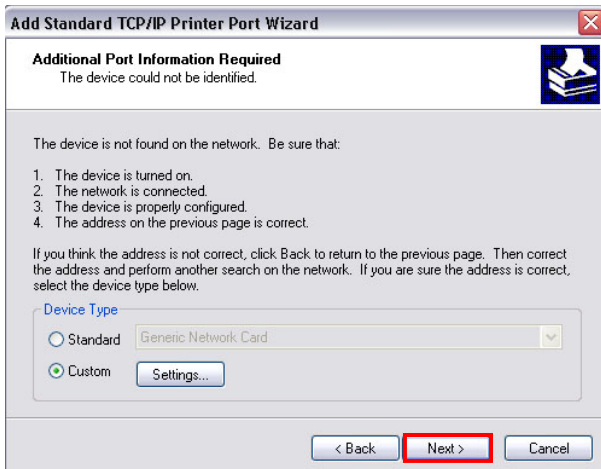 Add Standard TCP/IP Printer Port Wizard
Additional Port Information Required
The device could not be identified.
The device is not found on the network. Be sure that:
1. The device is turned on.
2. The network is connected.
3. The device is properly configured.
4. The address on the previous page is correct.
If you think the address is not correct, click Back to return to the previous page. Then correct
the address and perform another search on the network. If you are sure the address is correct,
select the device type below.
Device Type
Standard
Generic Network Card
Custom
Settings...
< Back
Next >
Cancel